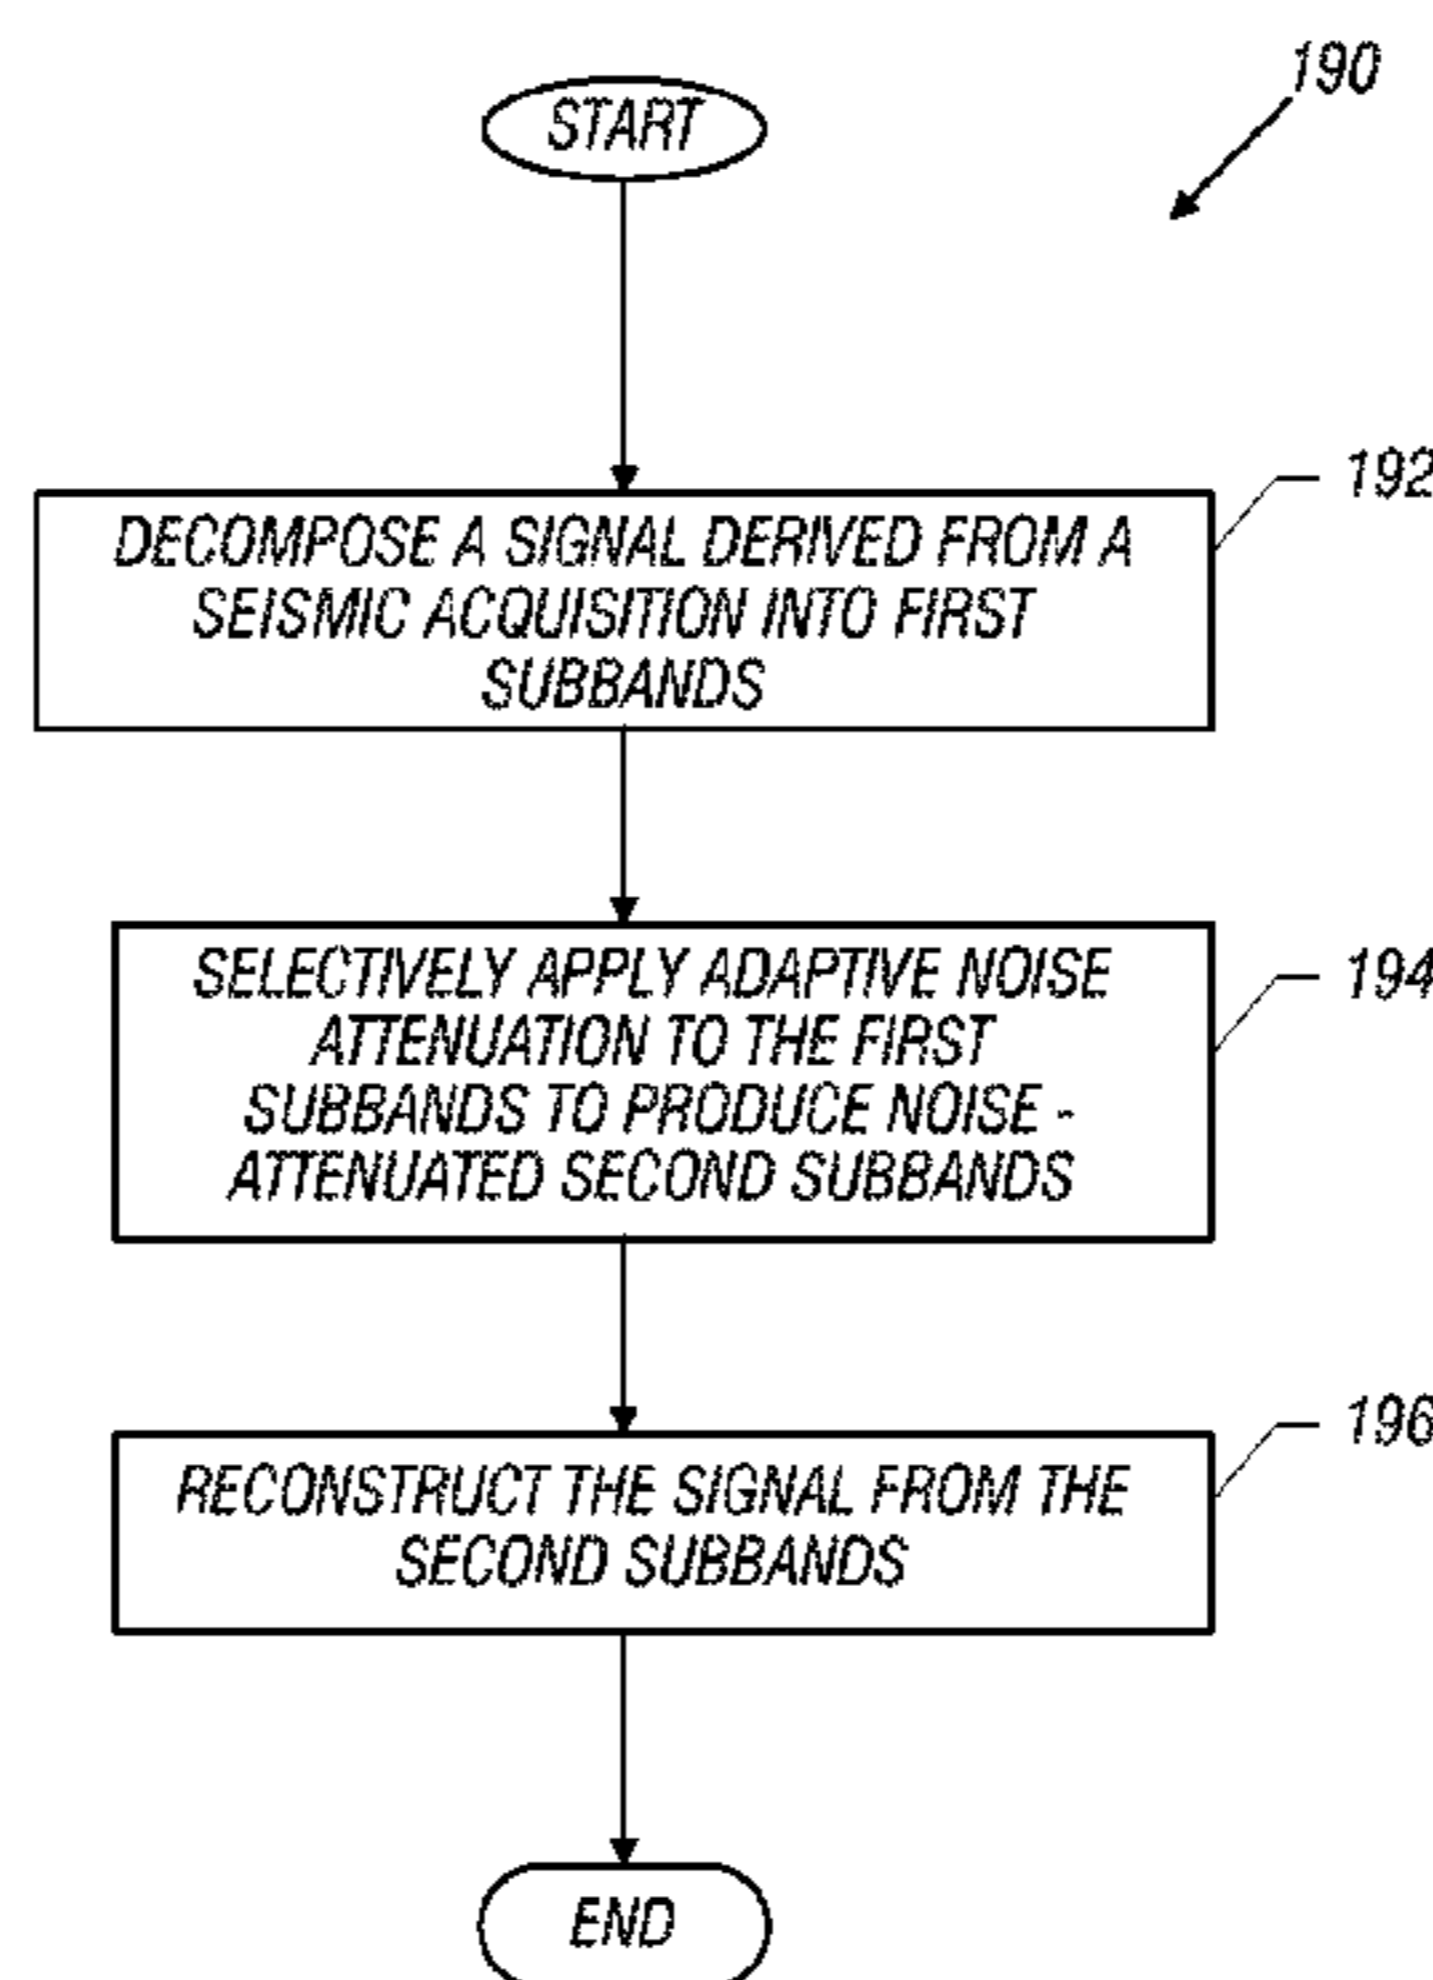 190
START
192
DECOMPOSE A SIGNAL DERIVED FROM A
SEISMIC ACQUISITION INTO FIRST
SUBBANDS
194
SELECTIVELY APPLY ADAPTIVE NOISE
ATTENUATION TO THE FIRST
SUBBANDS TO PRODUCE NOISE -
ATTENUATED SECOND SUBBANDS
196
RECONSTRUCT THE SIGNAL FROM THE
SECOND SUBBANDS
END